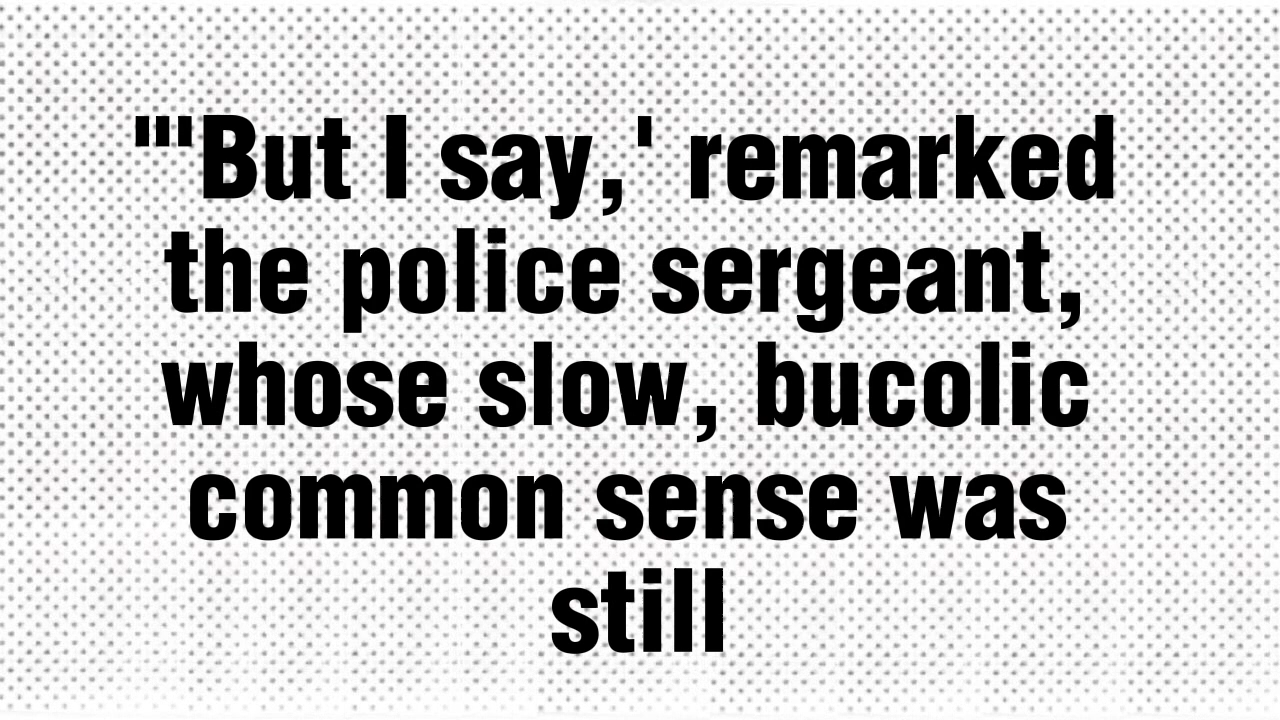 "'But I say,' remarked
the police sergeant,
whose slow, bucolic
common sense was
still